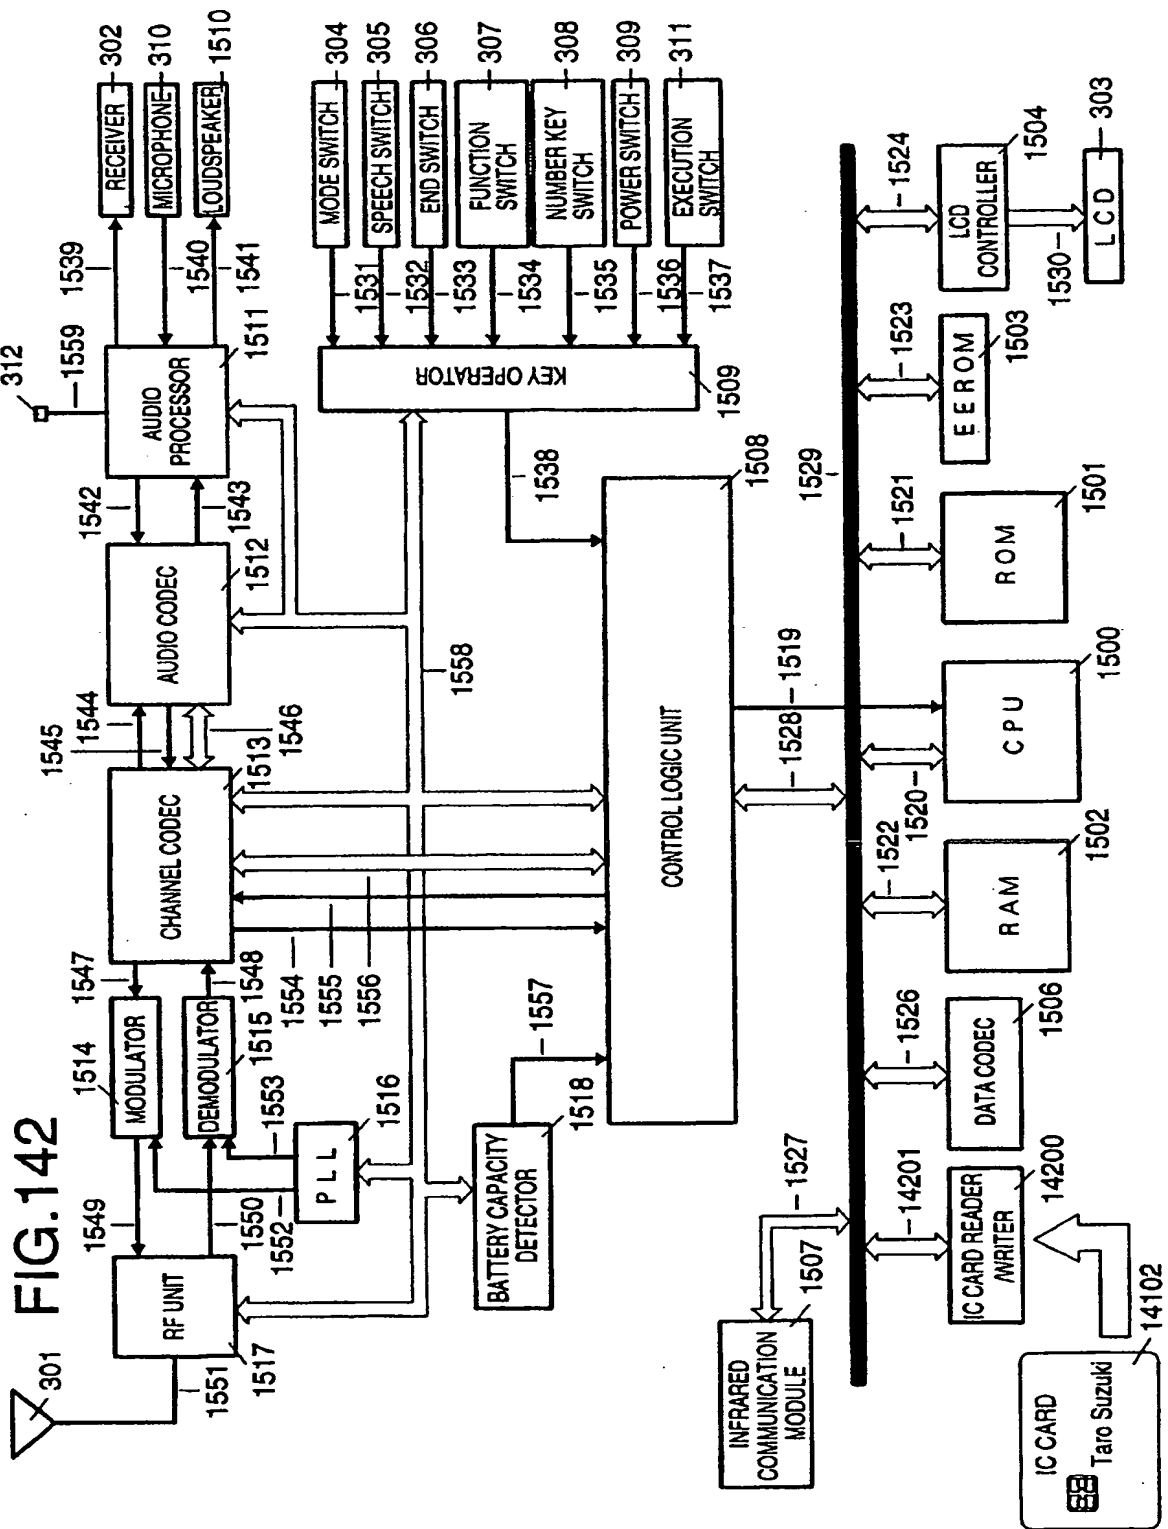 FIG.142
301
1551
RF UNIT
1517
1549
1550
1514
MODULATOR
DEMODULATOR
1515
1552
1553
PLL
1516
1547
1548
CHANNEL CODEC
1513
1545
1544
1546
AUDIO CODEC
1512
1542
1543
312
1559
AUDIO
PROCESSOR
1511
1539
1540
1541
RECEIVER
302
MICROPHONE
310
LOUDSPEAKER
1510
1554
1555
1556
1558
BATTERY CAPACITY
DETECTOR
1518
1557
KEY OPERATOR
1509
1538
1531
1532
1533
1534
1535
1536
1537
MODE SWITCH
304
SPEECH SWITCH
305
END SWITCH
306
FUNCTION
SWITCH
307
NUMBER KEY
SWITCH
308
POWER SWITCH
309
EXECUTION
SWITCH
311
CONTROL LOGIC UNIT
1508
INFRARED
COMMUNICATION
MODULE
1507
1527
1528
1519
1529
14201
1526
1522
1520
1521
1523
1524
IC CARD READER
/WRITER
14200
DATA CODEC
1506
RAM
1502
CPU
1500
ROM
1501
EEROM
1503
LCD
CONTROLLER
1504
1530
LCD
303
IC CARD
Taro Suzuki
14102